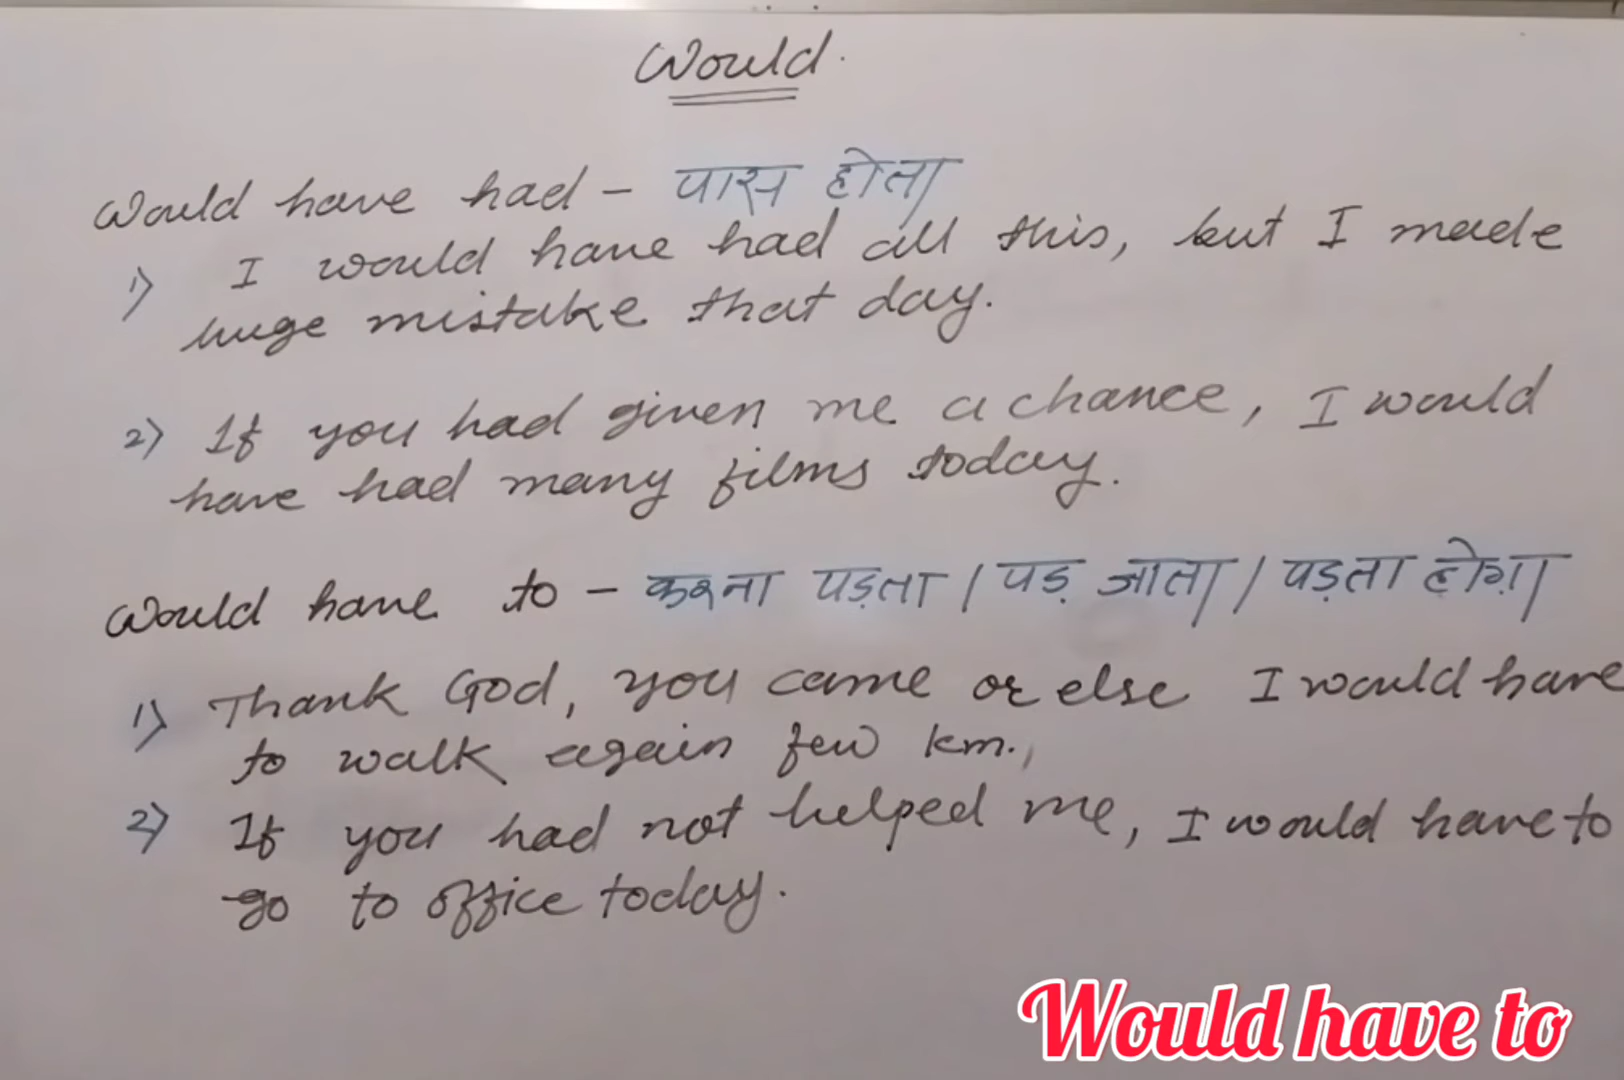 Would.
Would have had - पास होता
1) I would have had all this, but I made
huge mistake that day.
2) If you had given me a chance, I would
have had many films today.
Would have to - करना पड़ता / पड़ जाता / पड़ता होगा
1) Thank God, you came or else I would have
to walk again few km.,
2) If you had not helped me, I would have to
go to office today.
Would have to